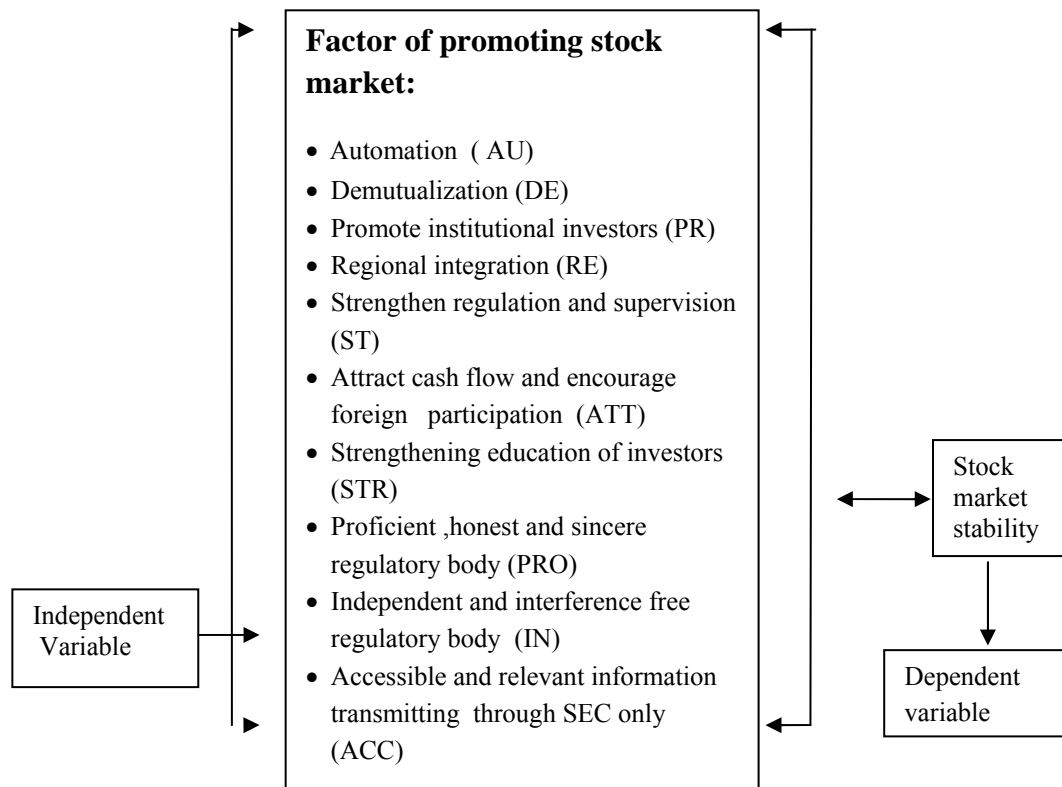 Factor of promoting stock
market:
• Automation ( AU)
• Demutualization (DE)
• Promote institutional investors (PR)
• Regional integration (RE)
• Strengthen regulation and supervision
(ST)
• Attract cash flow and encourage
foreign participation (ATT)
• Strengthening education of investors
(STR)
• Proficient ,honest and sincere
regulatory body (PRO)
• Independent and interference free
regulatory body (IN)
• Accessible and relevant information
transmitting through SEC only
(ACC)
Independent
Variable
Stock
market
stability
Dependent
variable